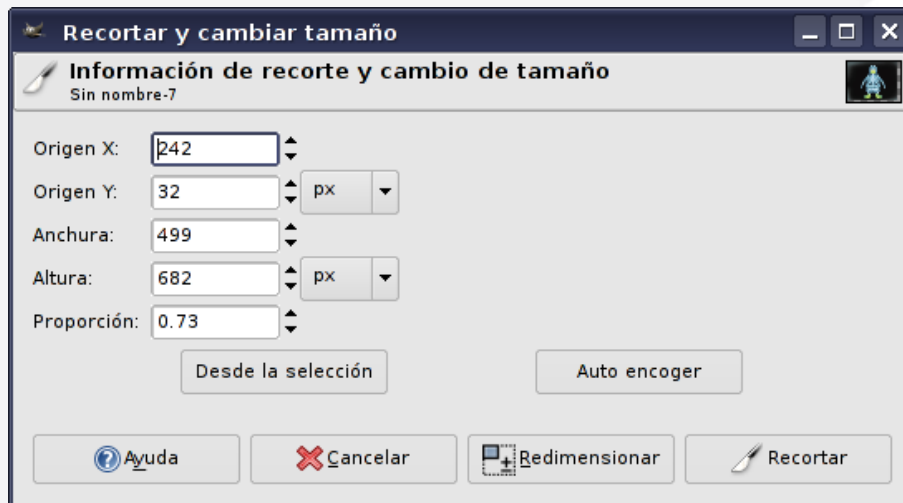 Recortar y cambiar tamaño
Información de recorte y cambio de tamaño
Sin nombre-7
Origen X: 242
Origen Y: 32 px
Anchura: 499
Altura: 682 px
Proporción: 0.73
Desde la selección Auto encoger
Ayuda Cancelar Redimensionar Recortar